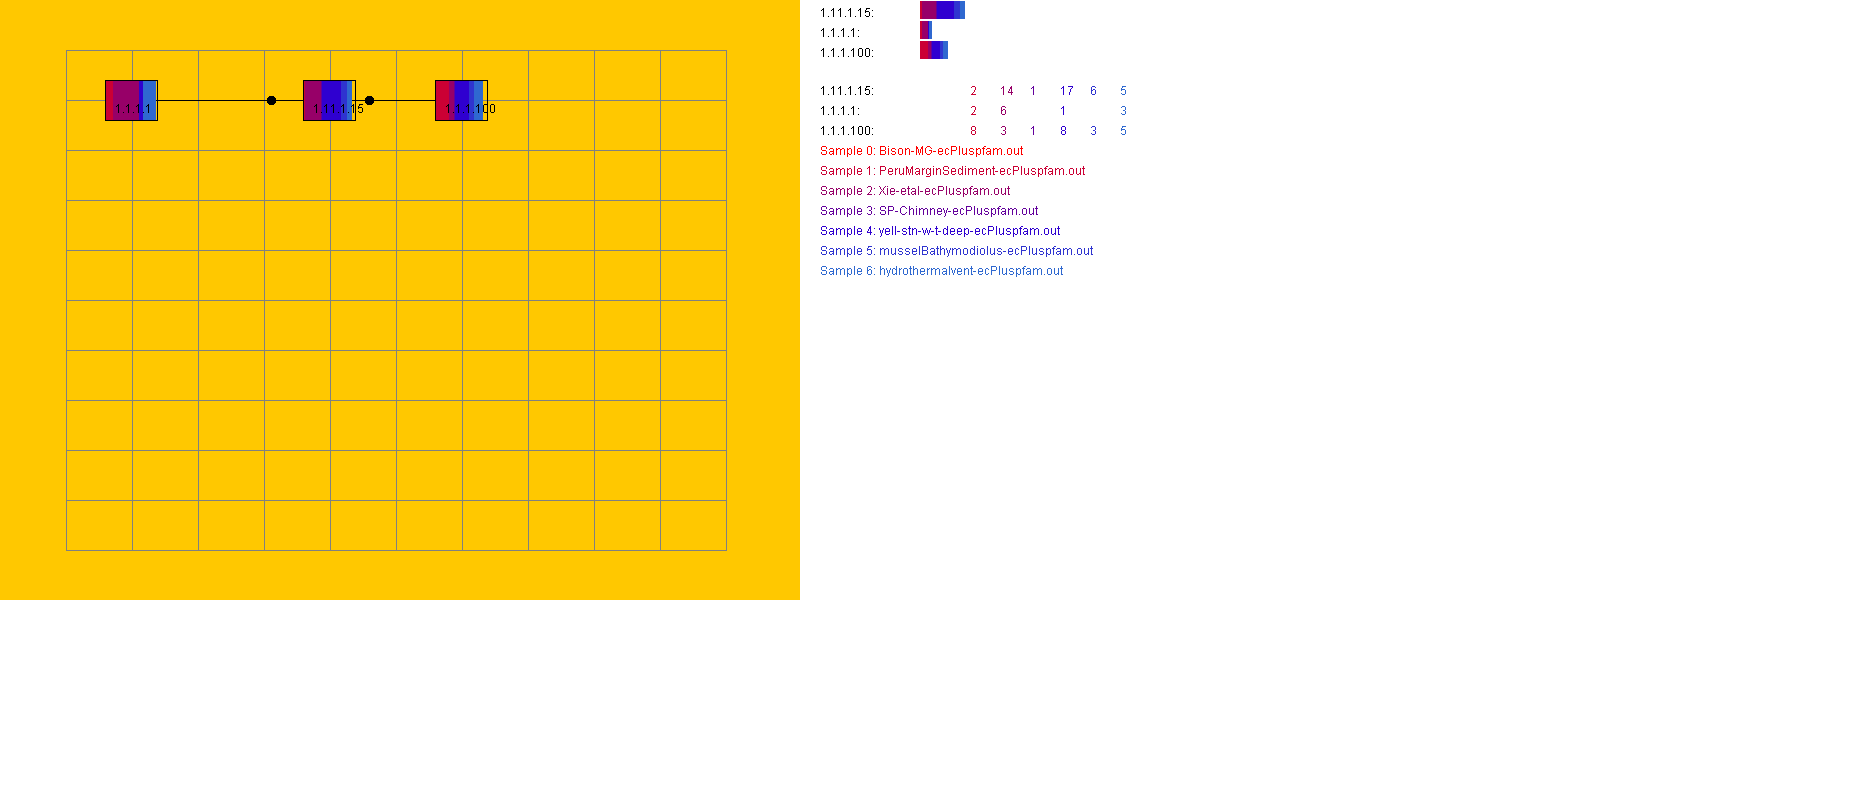 1.11.1.15:
1.1.1.1:
1.1.1.100:
1.1.1.1 1.11.1.15 1.1.1.100
1.11.1.15: 2 14 1 17 6 5
1.1.1.1: 2 6 1 3
1.1.1.100: 8 3 1 8 3 5
Sample 0: Bison-MG-ecPluspfam.out
Sample 1: PeruMarginSediment-ecPluspfam.out
Sample 2: Xie-etal-ecPluspfam.out
Sample 3: SP-Chimney-ecPluspfam.out
Sample 4: yell-stn-w-t-deep-ecPluspfam.out
Sample 5: musselBathymodiolus-ecPluspfam.out
Sample 6: hydrothermalvent-ecPluspfam.out